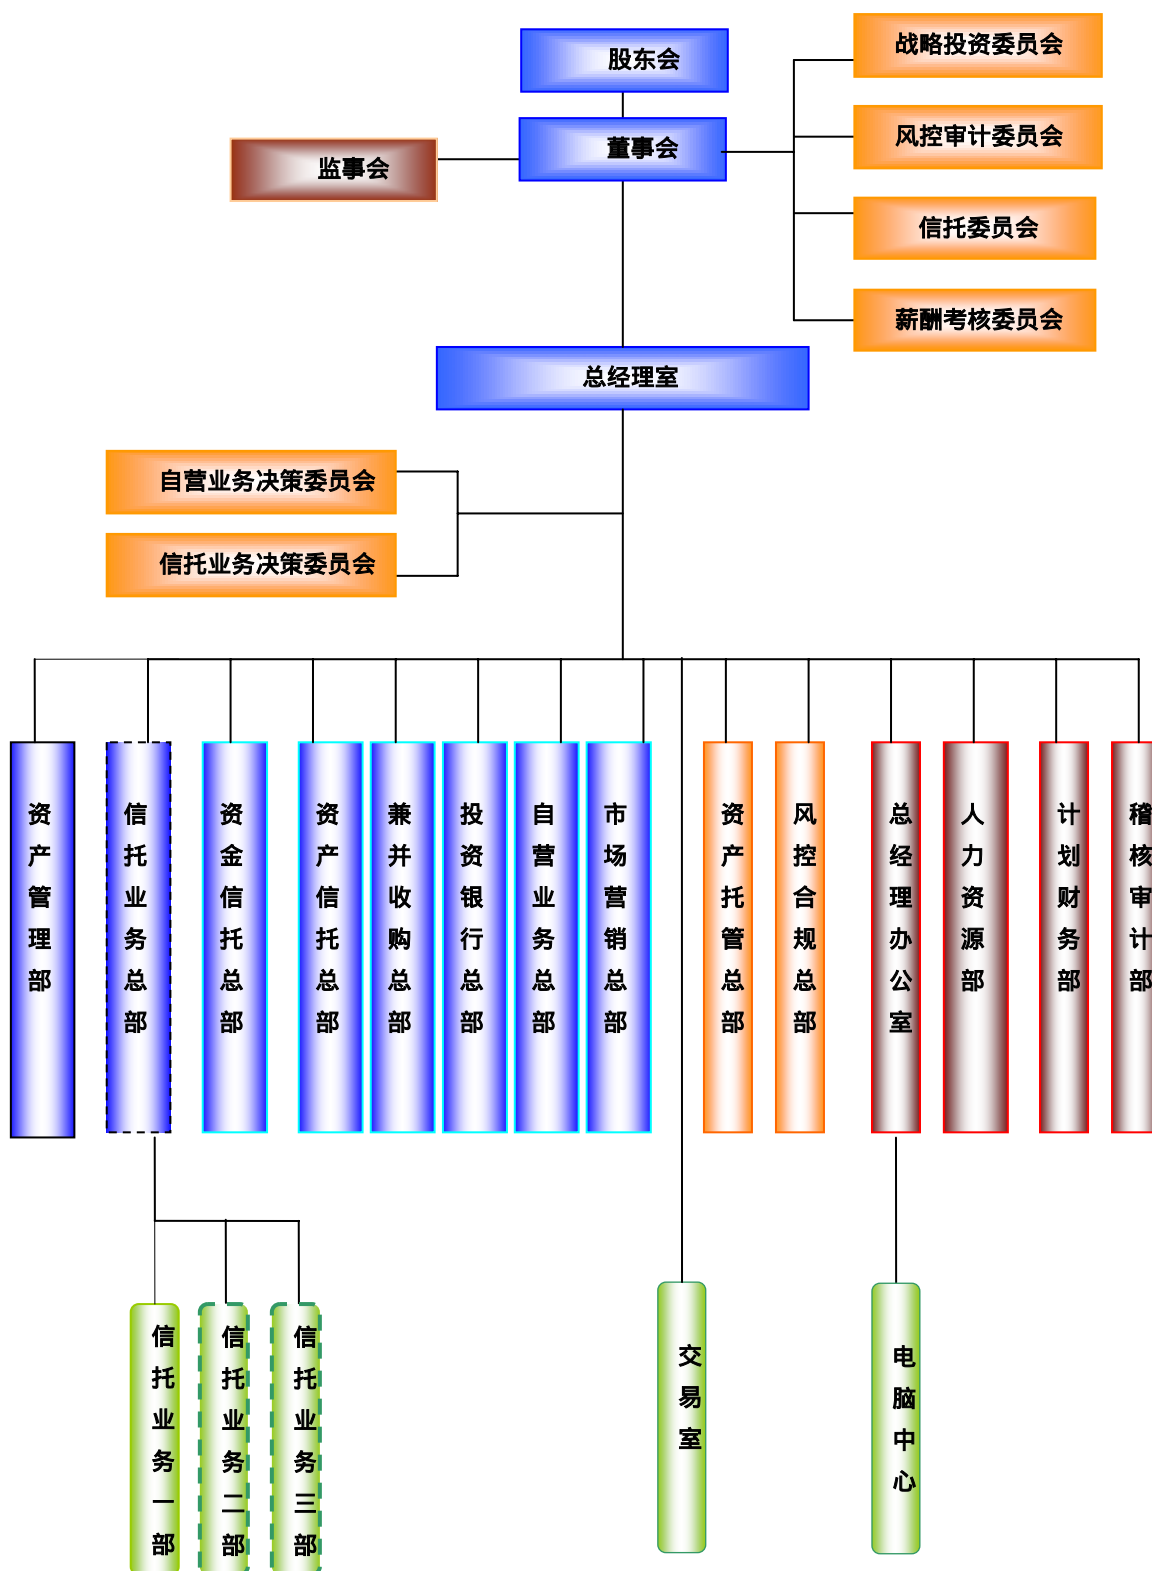 股东会
战略投资委员会
董事会
风控审计委员会
监事会
信托委员会
薪酬考核委员会
总经理室
自营业务决策委员会
信托业务决策委员会
资产管理部
信托业务总部
资金信托总部
资产信托总部
兼并收购总部
投资银行总部
自营业务总部
市场营销总部
资产托管总部
风控合规总部
总经理办公室
人力资源部
计划财务部
稽核审计部
信托业务一部
信托业务二部
信托业务三部
交易室
电脑中心